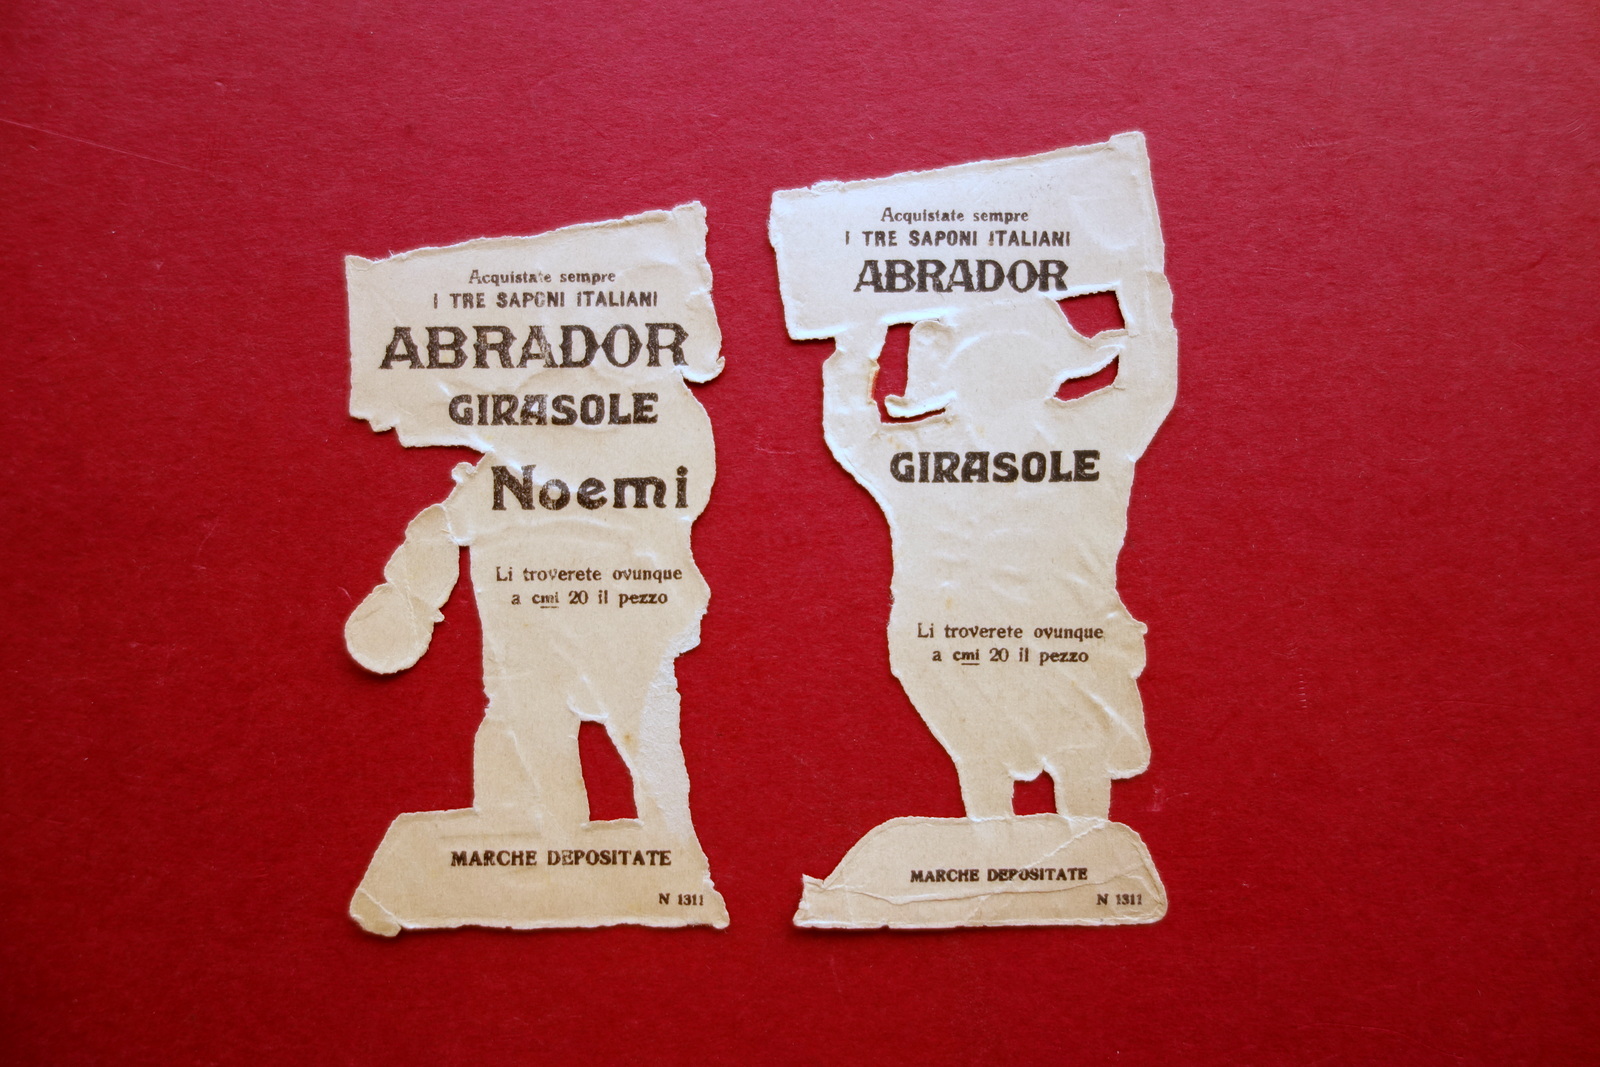 Acquistate sempre
I TRE SAPONI ITALIANI
ABRADOR
GIRASOLE
Noemi
Li troverete ovunque
a cmi 20 il pezzo
MARCHE DEPOSITATE
N 1311
Acquistate sempre
I TRE SAPONI ITALIANI
ABRADOR
GIRASOLE
Li troverete ovunque
a cmi 20 il pezzo
MARCHE DEPOSITATE
N 1311